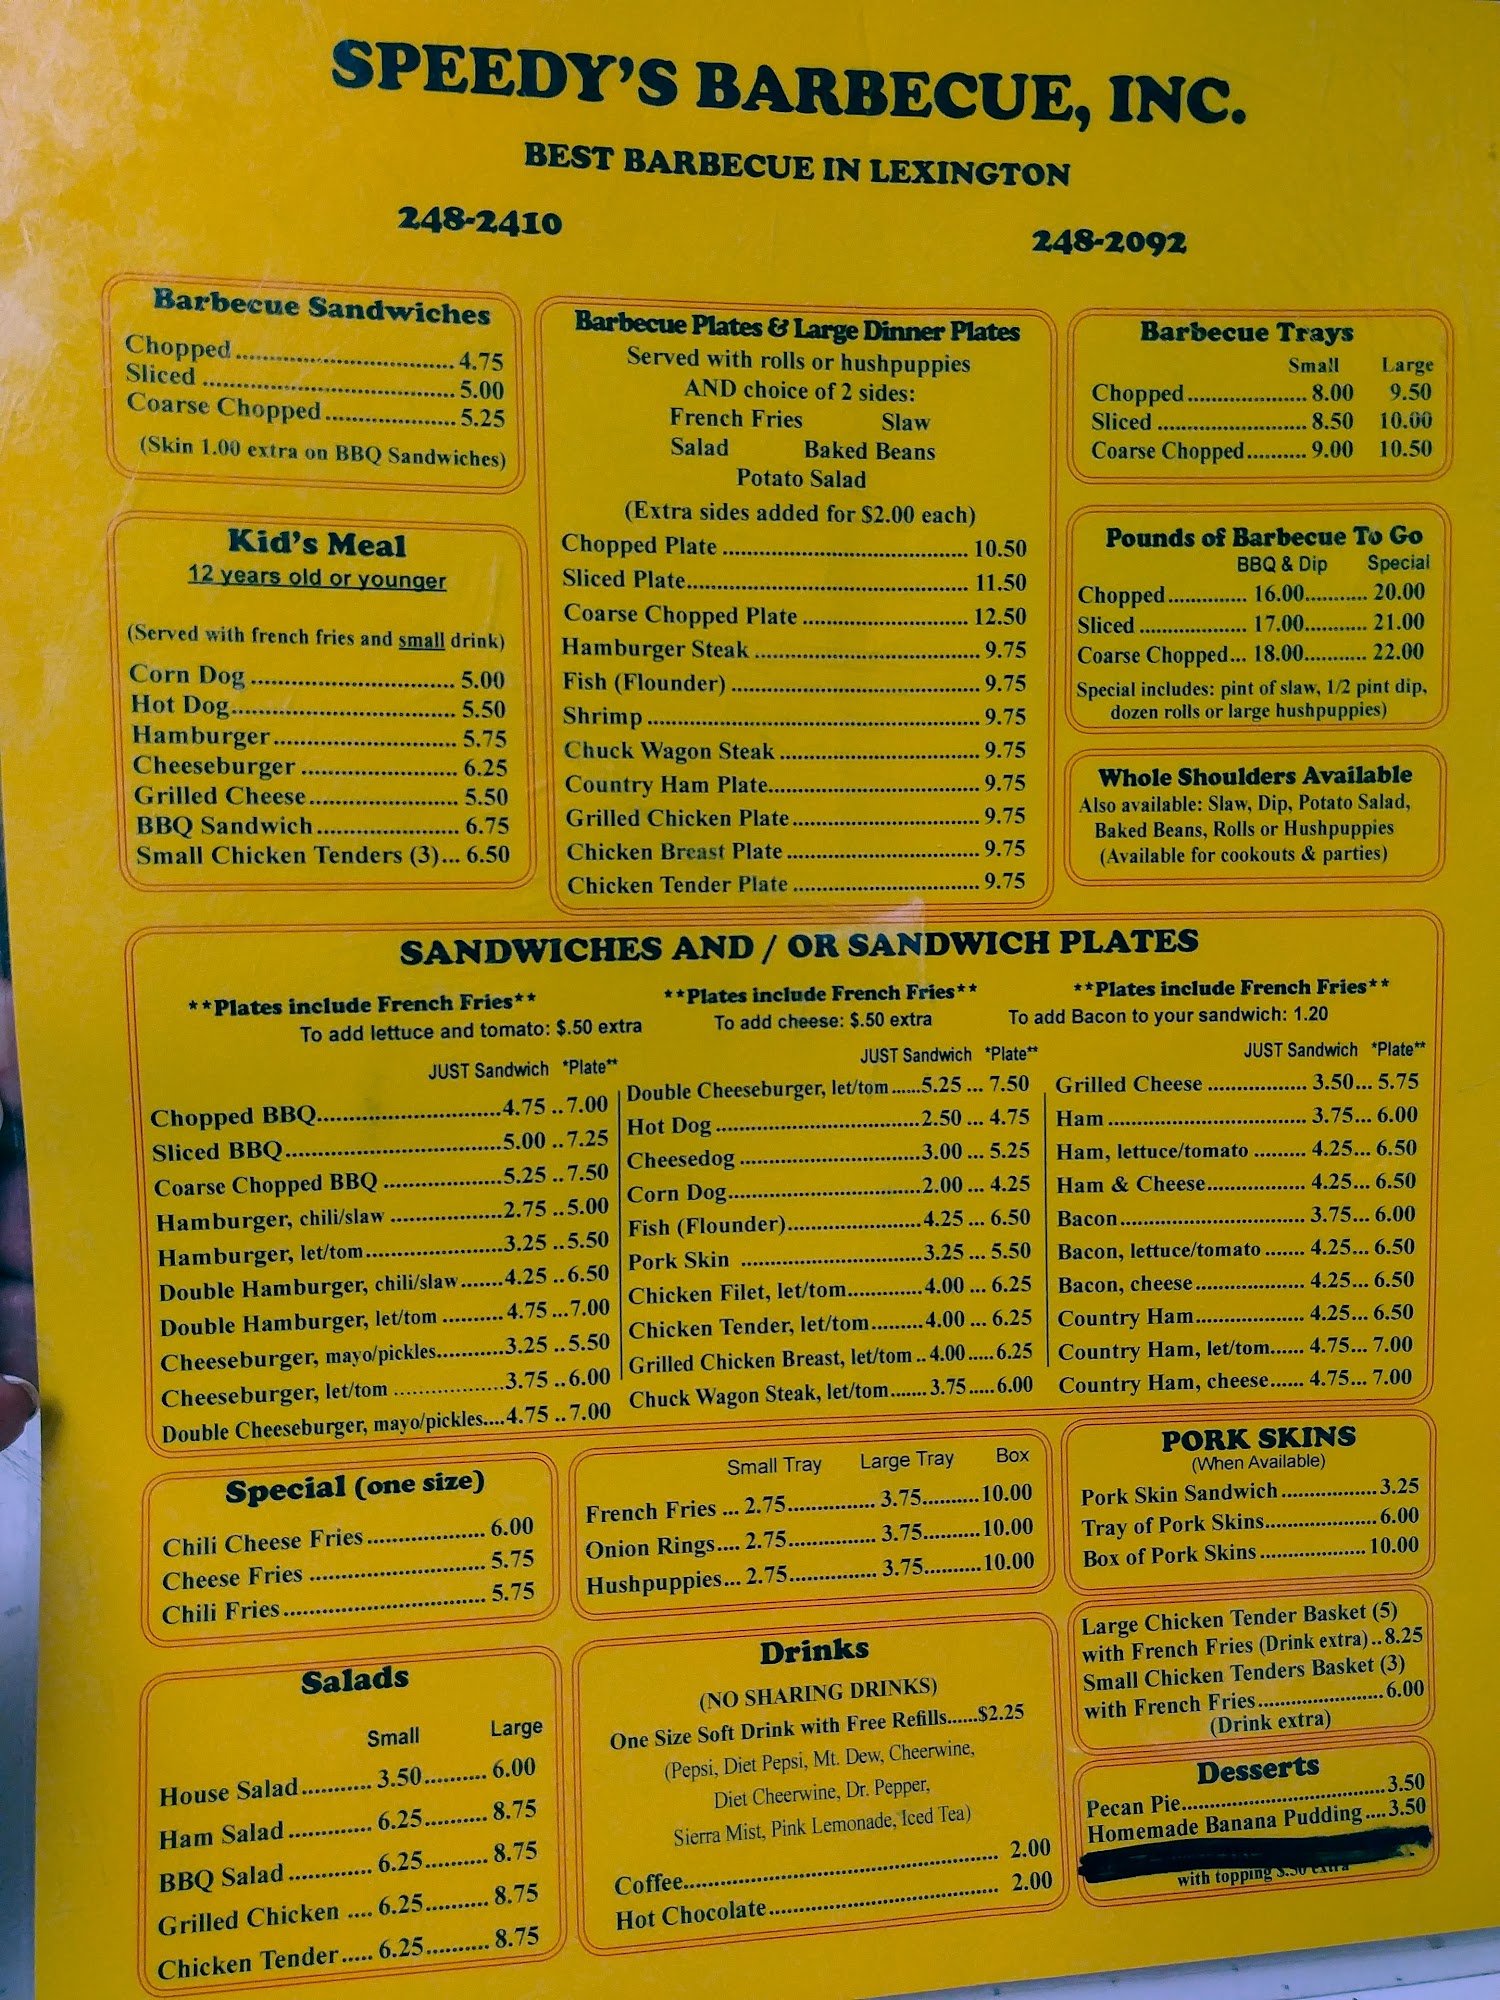 SPEEDY'S BARBECUE, INC.
BEST BARBECUE IN LEXINGTON
248-2410 248-2092
Barbecue Sandwiches
Chopped 4.75
Sliced 5.00
Coarse Chopped 5.25
(Skin 1.00 extra on BBQ Sandwiches)
Kid's Meal
12 years old or younger
(Served with french fries and small drink)
Corn Dog 5.00
Hot Dog 5.50
Hamburger 5.75
Cheeseburger 6.25
Grilled Cheese 5.50
BBQ Sandwich 6.75
Small Chicken Tenders (3)... 6.50
Barbecue Plates & Large Dinner Plates
Served with rolls or hushpuppies
AND choice of 2 sides:
French Fries Slaw
Salad Baked Beans
Potato Salad
(Extra sides added for $2.00 each)
Chopped Plate 10.50
Sliced Plate 11.50
Coarse Chopped Plate 12.50
Hamburger Steak 9.75
Fish (Flounder) 9.75
Shrimp 9.75
Chuck Wagon Steak 9.75
Country Ham Plate 9.75
Grilled Chicken Plate 9.75
Chicken Breast Plate 9.75
Chicken Tender Plate 9.75
Barbecue Trays
Small Large
Chopped 8.00 9.50
Sliced 8.50 10.00
Coarse Chopped 9.00 10.50
Pounds of Barbecue To Go
BBQ & Dip Special
Chopped 16.00 20.00
Sliced 17.00 21.00
Coarse Chopped... 18.00 22.00
Special includes: pint of slaw, 1/2 pint dip,
dozen rolls or large hushpuppies)
Whole Shoulders Available
Also available: Slaw, Dip, Potato Salad,
Baked Beans, Rolls or Hushpuppies
(Available for cookouts & parties)
SANDWICHES AND / OR SANDWICH PLATES
**Plates include French Fries**
To add lettuce and tomato: $.50 extra
JUST Sandwich *Plate**
Chopped BBQ 4.75 ..7.00
Sliced BBQ 5.00 ..7.25
Coarse Chopped BBQ 5.25 ..7.50
Hamburger, chili/slaw 2.75 ..5.00
Hamburger, let/tom 3.25 ..5.50
Double Hamburger, chili/slaw 4.25 ..6.50
Double Hamburger, let/tom 4.75 ...7.00
Cheeseburger, mayo/pickles 3.25 ..5.50
Cheeseburger, let/tom 3.75 ..6.00
Double Cheeseburger, mayo/pickles....4.75 ..7.00
**Plates include French Fries**
To add cheese: $.50 extra
JUST Sandwich *Plate**
Double Cheeseburger, let/tom 5.25 ... 7.50
Hot Dog 2.50 ... 4.75
Cheesedog 3.00 ... 5.25
Corn Dog 2.00 ... 4.25
Fish (Flounder) 4.25 ... 6.50
Pork Skin 3.25 ... 5.50
Chicken Filet, let/tom 4.00 ... 6.25
Chicken Tender, let/tom 4.00 ... 6.25
Grilled Chicken Breast, let/tom .. 4.00 6.25
Chuck Wagon Steak, let/tom 3.75 6.00
**Plates include French Fries**
To add Bacon to your sandwich: 1.20
JUST Sandwich *Plate**
Grilled Cheese 3.50... 5.75
Ham 3.75... 6.00
Ham, lettuce/tomato 4.25... 6.50
Ham & Cheese 4.25... 6.50
Bacon 3.75... 6.00
Bacon, lettuce/tomato 4.25... 6.50
Bacon, cheese 4.25... 6.50
Country Ham 4.25... 6.50
Country Ham, let/tom 4.75... 7.00
Country Ham, cheese 4.75... 7.00
Special (one size)
Chili Cheese Fries 6.00
Cheese Fries 5.75
Chili Fries 5.75
Salads
Small Large
House Salad 3.50 6.00
Ham Salad 6.25 8.75
BBQ Salad 6.25 8.75
Grilled Chicken 6.25 8.75
Chicken Tender 6.25 8.75
Small Tray Large Tray Box
French Fries ... 2.75 3.75 10.00
Onion Rings.... 2.75 3.75 10.00
Hushpuppies... 2.75 3.75 10.00
Drinks
(NO SHARING DRINKS)
One Size Soft Drink with Free Refills $2.25
(Pepsi, Diet Pepsi, Mt. Dew, Cheerwine,
Diet Cheerwine, Dr. Pepper,
Sierra Mist, Pink Lemonade, Iced Tea)
Coffee 2.00
Hot Chocolate 2.00
PORK SKINS
(When Available)
Pork Skin Sandwich 3.25
Tray of Pork Skins 6.00
Box of Pork Skins 10.00
Large Chicken Tender Basket (5)
with French Fries (Drink extra)..8.25
Small Chicken Tenders Basket (3)
with French Fries 6.00
(Drink extra)
Desserts
Pecan Pie 3.50
Homemade Banana Pudding ....3.50
with topping $.50 extra